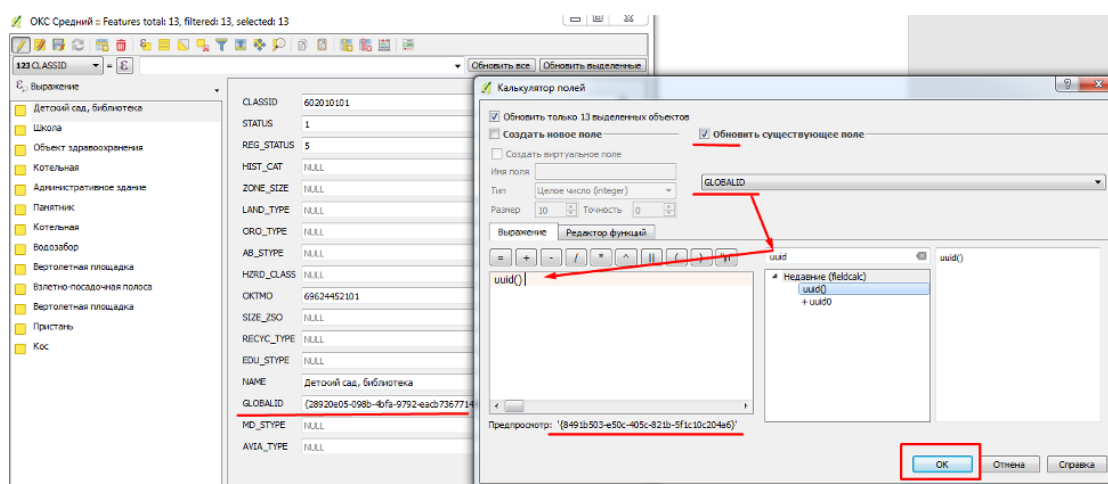 ОКС Средний :: Features total: 13, filtered: 13, selected: 13
123 CLASSID = ε Обновить все Обновить выделенные
Выражение
Детский сад, библиотека
Школа
Объект здравоохранения
Котельная
Административное здание
Памятник
Котельная
Водозабор
Вертолетная площадка
Взлетно-посадочная полоса
Вертолетная площадка
Пристань
Кос
CLASSID 602010101
STATUS 1
REG_STATUS 5
HIST_CAT NULL
ZONE_SIZE NULL
LAND_TYPE NULL
ORO_TYPE NULL
AB_STYPE NULL
HZRD_CLASS NULL
OKTMO 69624452101
SIZE_ZSO NULL
RECYC_TYPE NULL
EDU_STYPE NULL
NAME Детский сад, библиотека
GLOBALID {28920e05-098b-4bfa-9792-eacb7367714
MD_STYPE NULL
AVIA_TYPE NULL
Калькулятор полей
Обновить только 13 выделенных объектов
Создать новое поле
Обновить существующее поле
Создать виртуальное поле
Имя поля
Тип Целое число (integer)
Размер 10 Точность 0
GLOBALID
Выражение Редактор функций
= + - / * ^ || ( ) '\n'
uuid()
uuid
Недавние (fieldcalc)
uuid()
+ uuid0
uuid()
Предпросмотр: '{8491b503-e50c-405c-821b-5f1c10c204a6}'
OK Отмена Справка